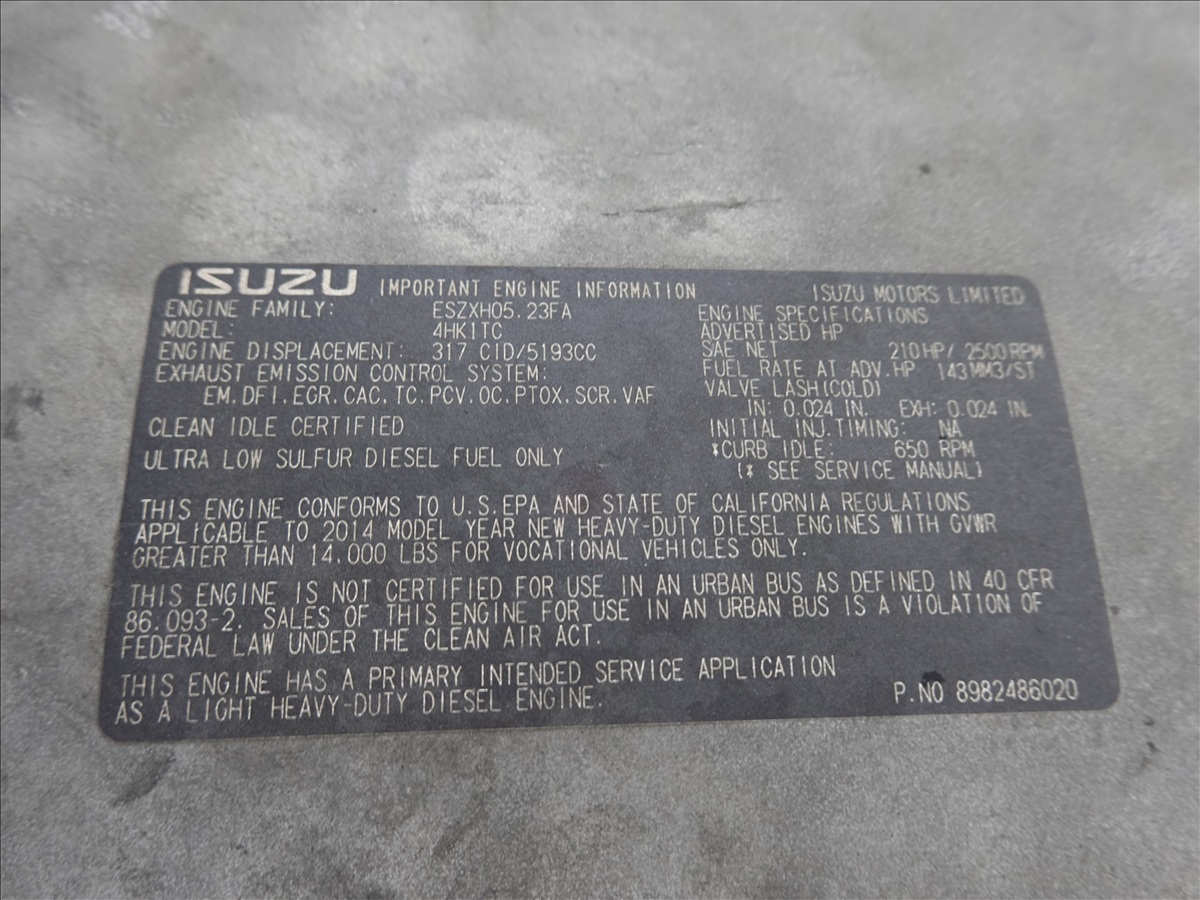 ISUZU IMPORTANT ENGINE INFORMATION ISUZU MOTORS LIMITED
ENGINE FAMILY: ESZXH05.23FA
MODEL: 4HK1TC
ENGINE DISPLACEMENT: 317 CID/5193CC
EXHAUST EMISSION CONTROL SYSTEM:
EM.DFI.EGR.CAC.TC.PCV.OC.PTOX.SCR.VAF
CLEAN IDLE CERTIFIED
ULTRA LOW SULFUR DIESEL FUEL ONLY
ENGINE SPECIFICATIONS
ADVERTISED HP
SAE NET 210HP/ 2500RPM
FUEL RATE AT ADV.HP 143MM3/ST
VALVE LASH(COLD)
IN: 0.024 IN. EXH: 0.024 IN.
INITIAL INJ.TIMING: NA
*CURB IDLE: 650 RPM
(* SEE SERVICE MANUAL)
THIS ENGINE CONFORMS TO U.S.EPA AND STATE OF CALIFORNIA REGULATIONS
APPLICABLE TO 2014 MODEL YEAR NEW HEAVY-DUTY DIESEL ENGINES WITH GVWR
GREATER THAN 14.000 LBS FOR VOCATIONAL VEHICLES ONLY.
THIS ENGINE IS NOT CERTIFIED FOR USE IN AN URBAN BUS AS DEFINED IN 40 CFR
86.093-2. SALES OF THIS ENGINE FOR USE IN AN URBAN BUS IS A VIOLATION OF
FEDERAL LAW UNDER THE CLEAN AIR ACT.
THIS ENGINE HAS A PRIMARY INTENDED SERVICE APPLICATION
AS A LIGHT HEAVY-DUTY DIESEL ENGINE.
P.NO 8982486020